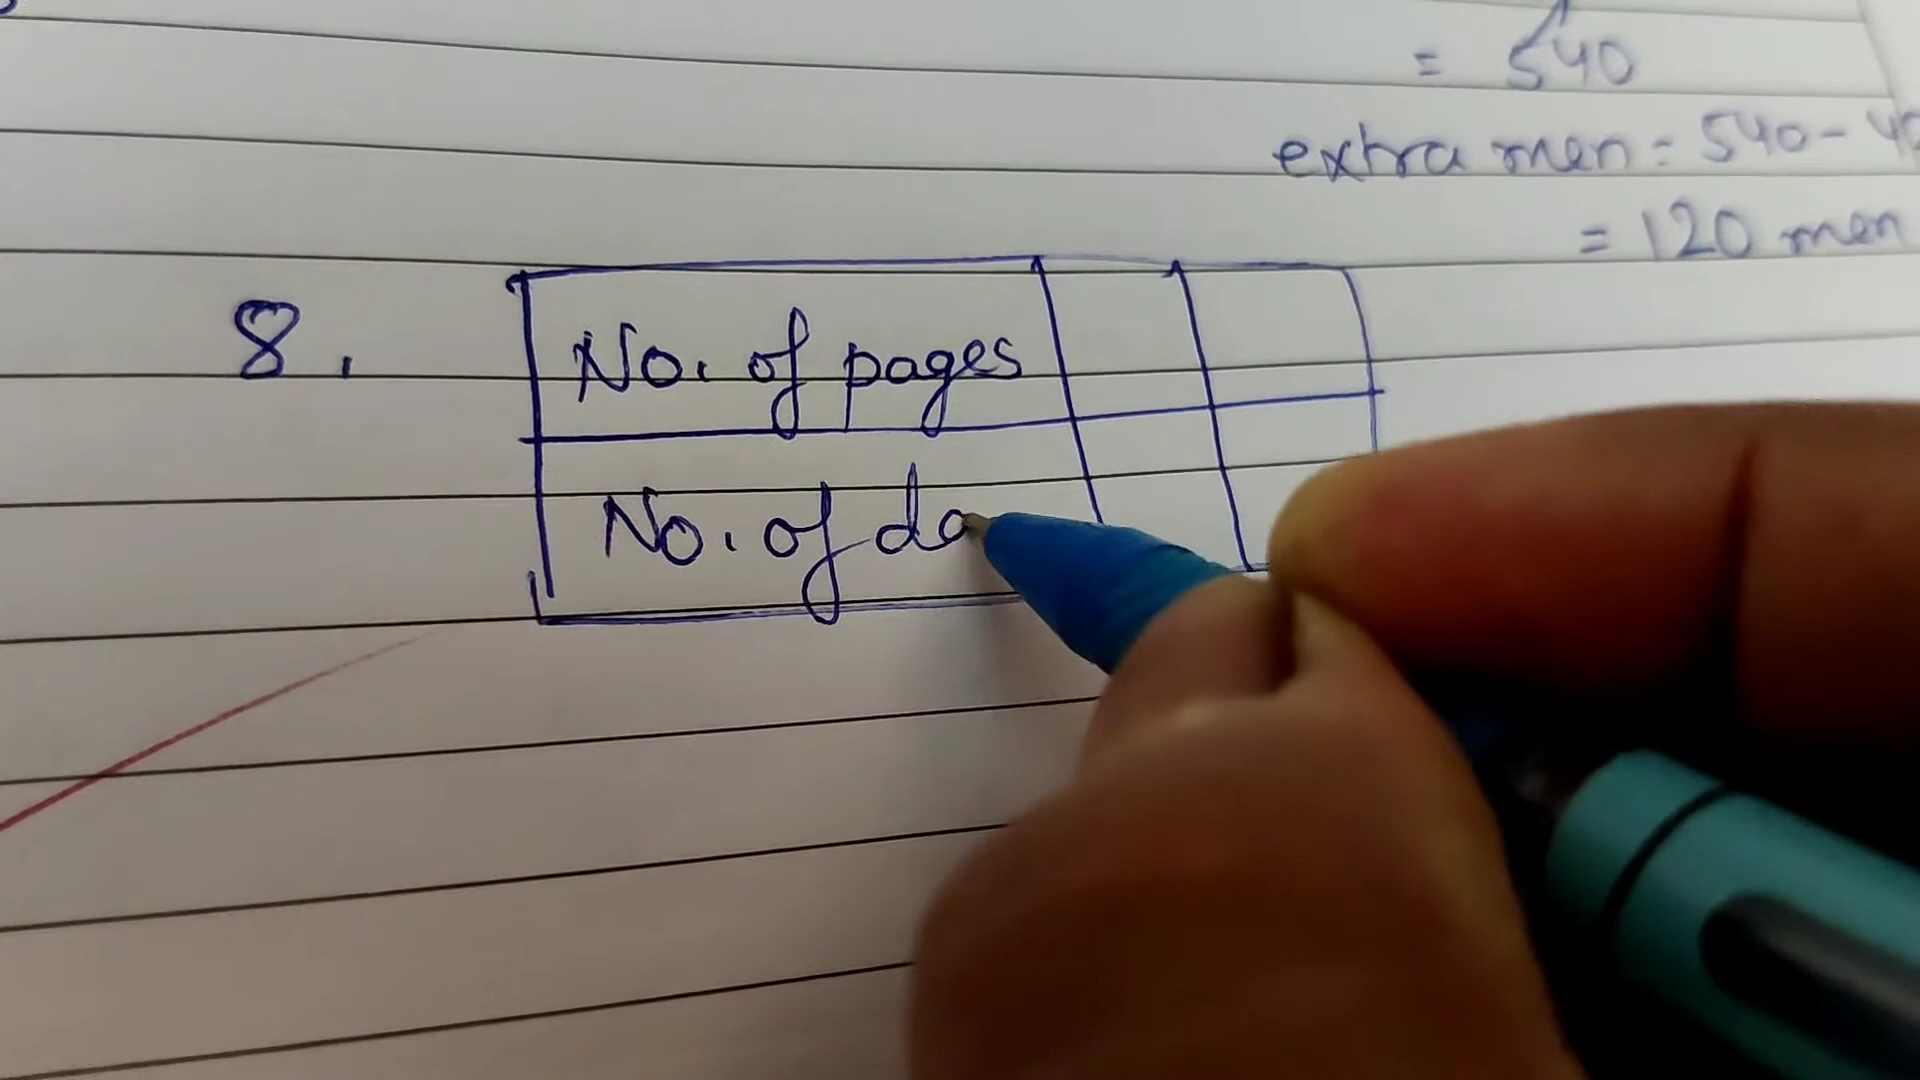 = 540
extra men = 540 -
= 120 men
8.
No. of pages
No. of da